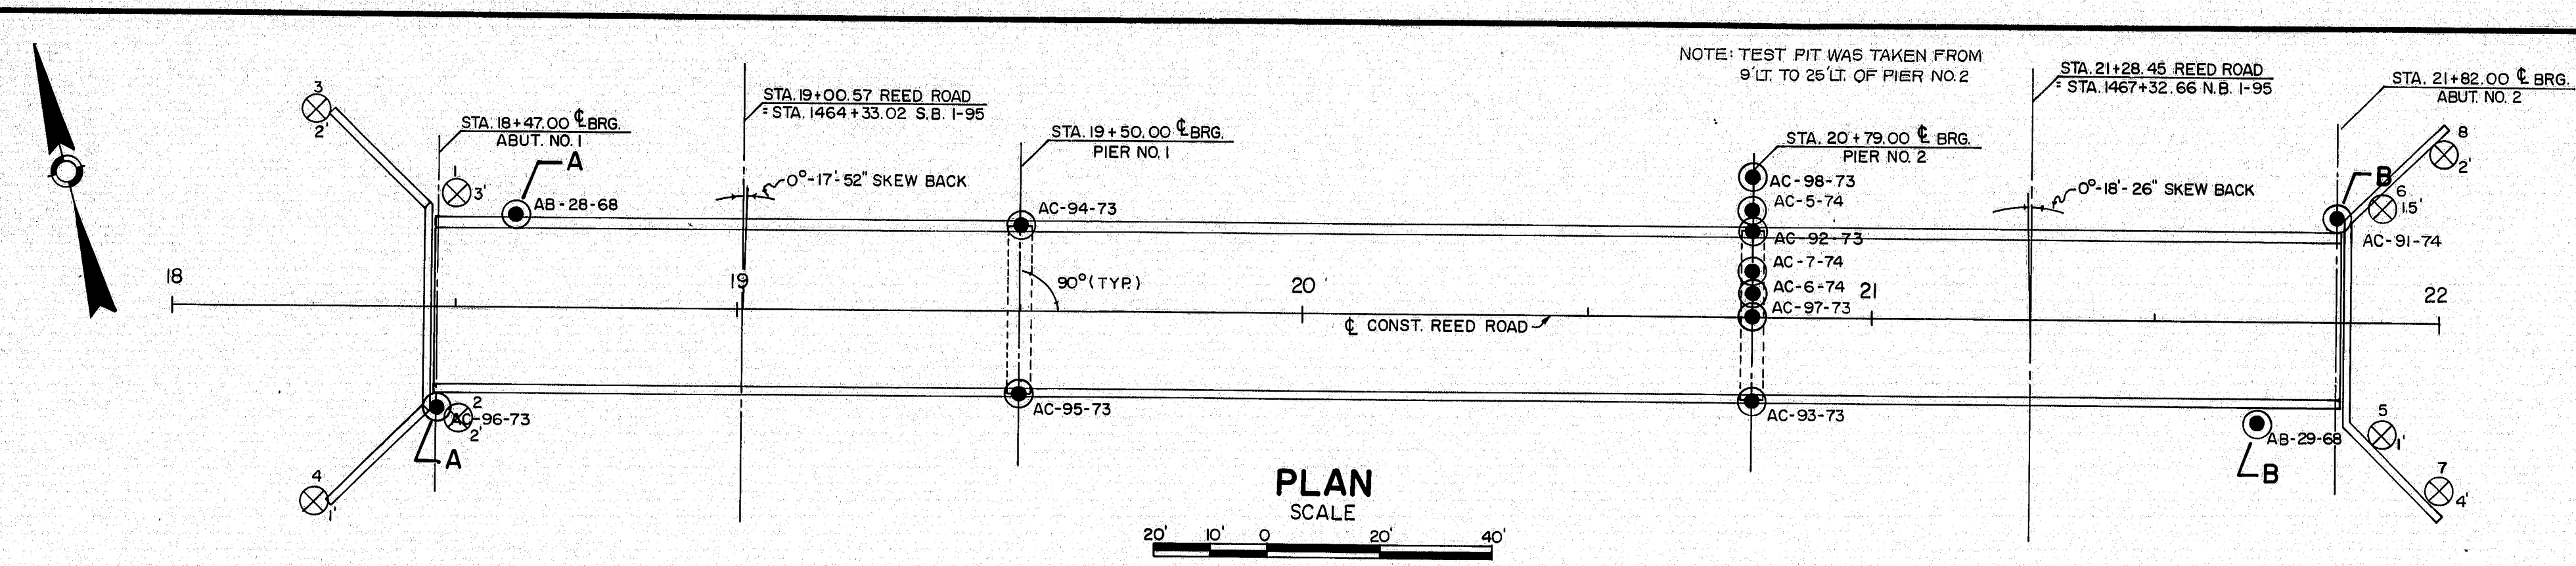 NOTE: TEST PIT WAS TAKEN FROM
9'LT. TO 25'LT. OF PIER NO. 2
STA. 18+47.00 ℄ BRG.
ABUT. NO. 1
STA. 19+00.57 REED ROAD
= STA. 1464+33.02 S.B. I-95
STA. 19+50.00 ℄ BRG.
PIER NO. 1
STA. 20+79.00 ℄ BRG.
PIER NO. 2
STA. 21+28.45 REED ROAD
= STA. 1467+32.66 N.B. I-95
STA. 21+82.00 ℄ BRG.
ABUT. NO. 2
3
2'
1
3'
A
AB-28-68
0°-17'-52" SKEW BACK
AC-94-73
AC-98-73
AC-5-74
AC-92-73
AC-7-74
AC-6-74
AC-97-73
0°-18'-26" SKEW BACK
B
8
2'
6
1.5'
AC-91-74
18
19
20
21
22
90° (TYP.)
℄ CONST. REED ROAD
2
AC-96-73
2'
A
4
1'
AC-95-73
AC-93-73
AB-29-68
B
5
1'
7
4'
PLAN
SCALE
20' 10' 0 20' 40'